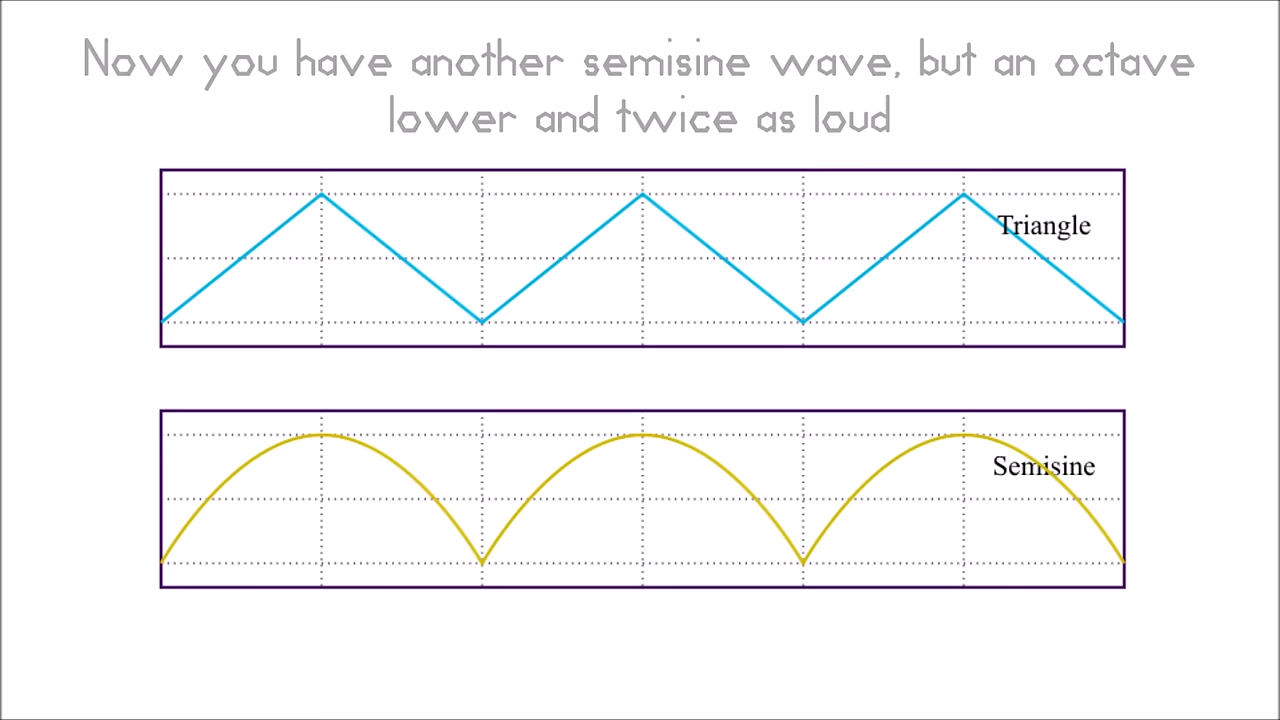 Now you have another semisine wave, but an octave
lower and twice as loud
Triangle
Semisine